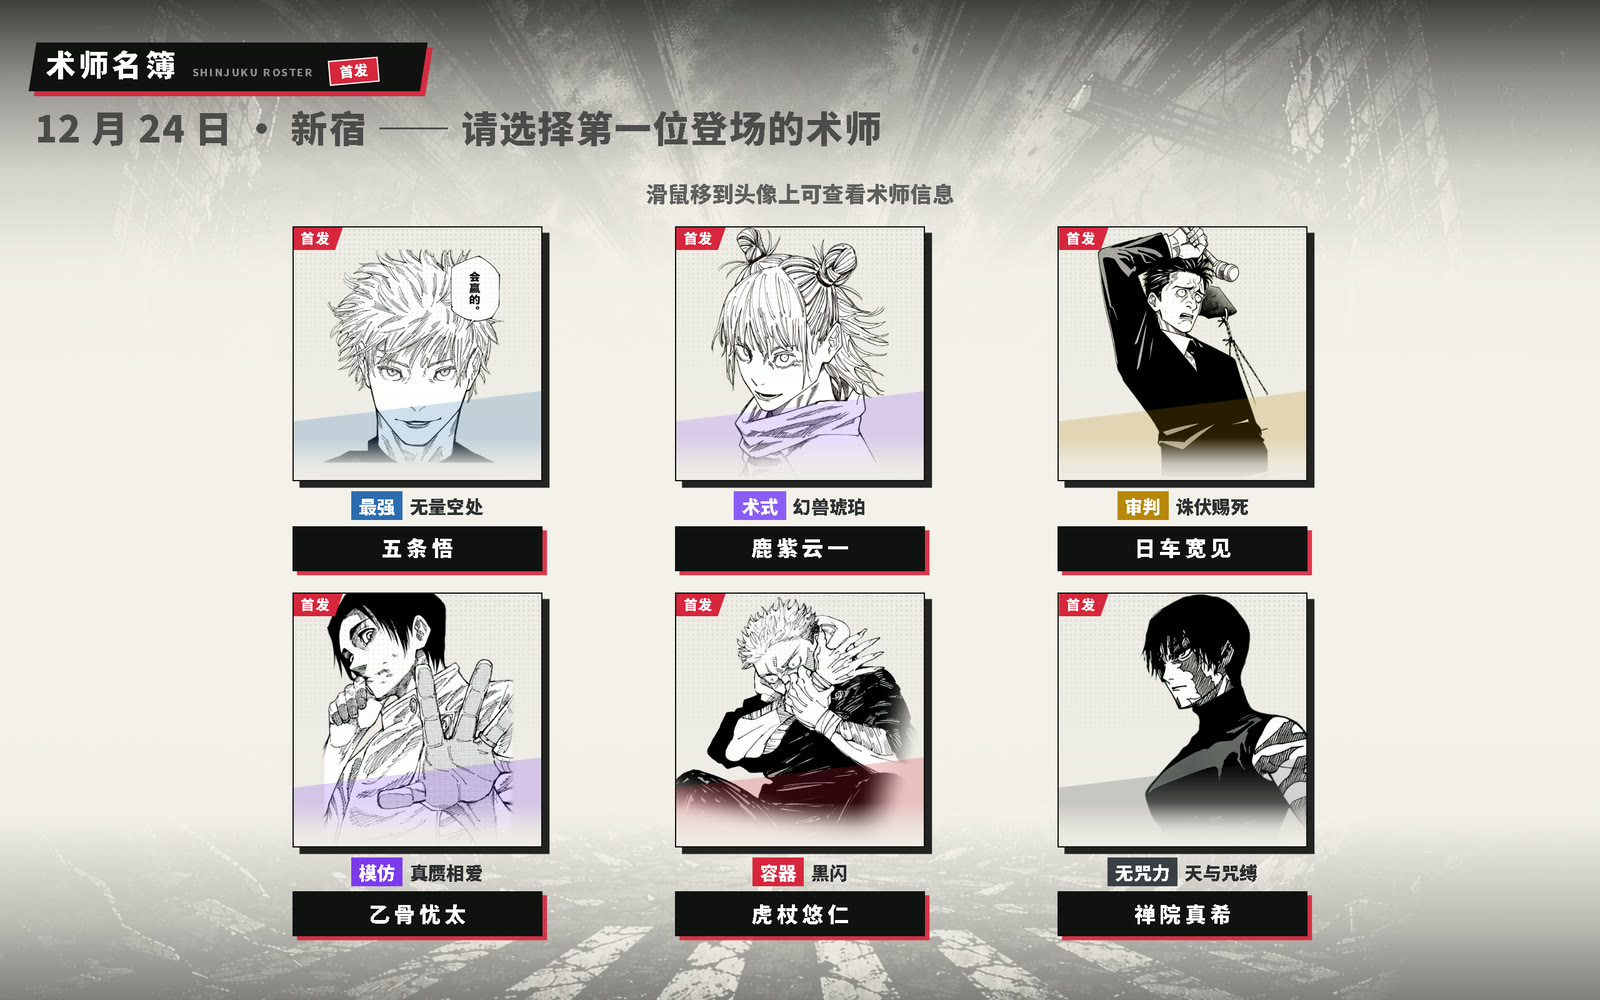 术师名簿 SHINJUKU ROSTER 首发
12 月 24 日 · 新宿 —— 请选择第一位登场的术师
滑鼠移到头像上可查看术师信息
首发
会赢的。
最强 无量空处
五条悟
首发
术式 幻兽琥珀
鹿紫云一
首发
审判 诛伏赐死
日车宽见
首发
模仿 真赝相爱
乙骨优太
首发
容器 黑闪
虎杖悠仁
首发
无咒力 天与咒缚
禅院真希